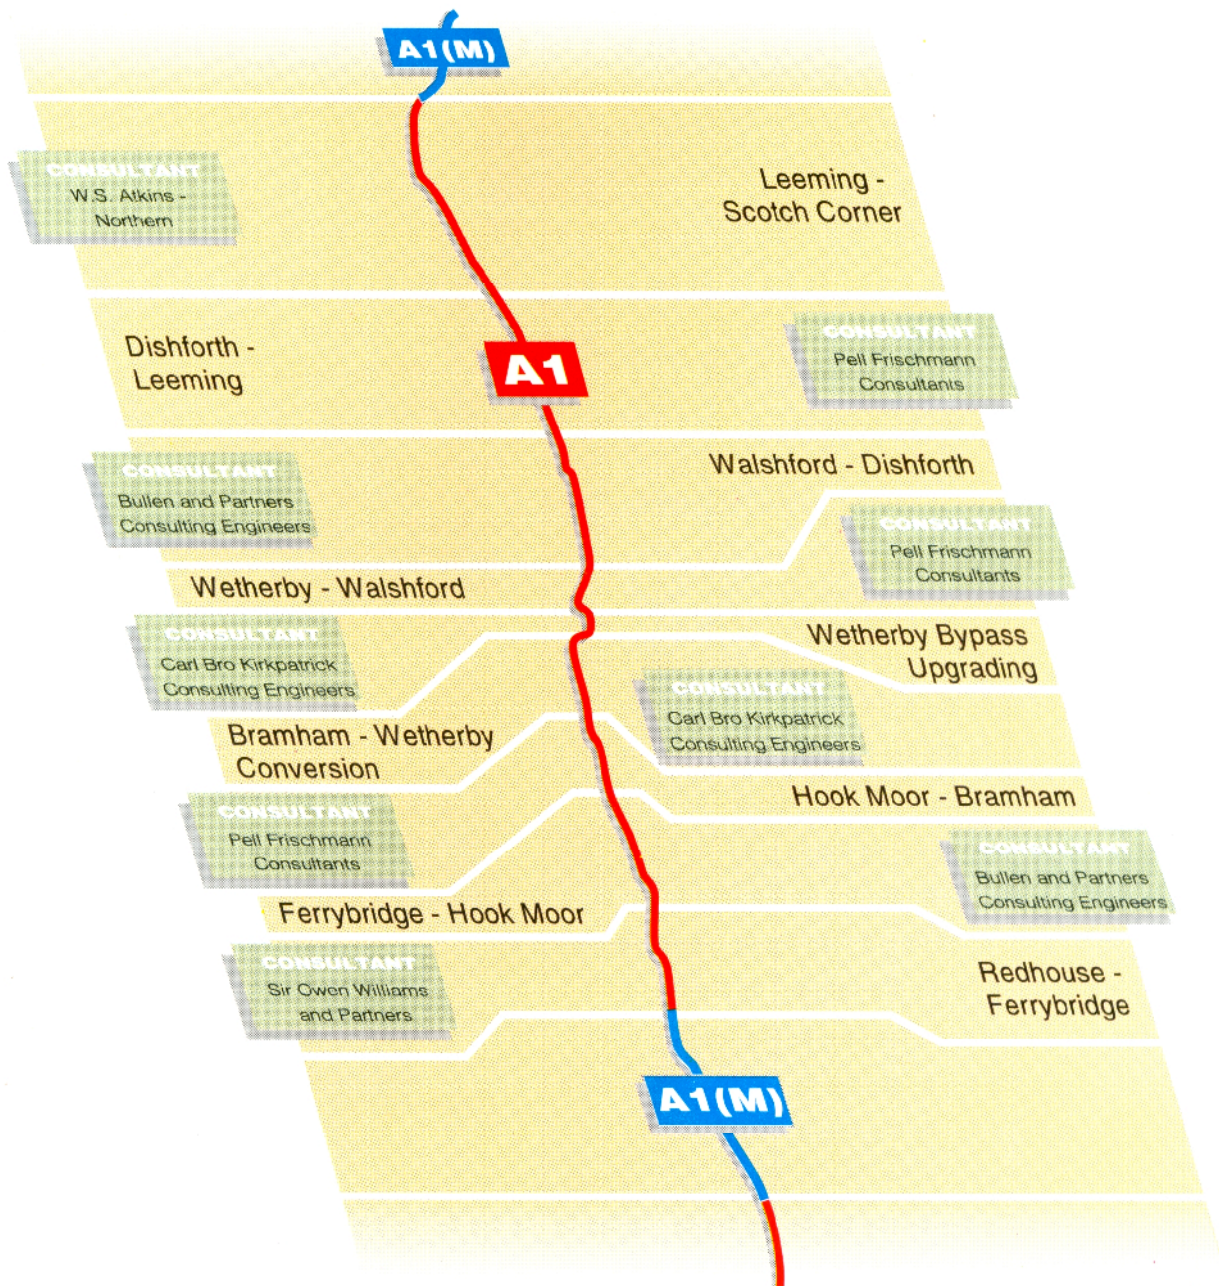 A1(M)
CONSULTANT
W.S. Atkins -
Northern
Leeming -
Scotch Corner
Dishforth -
Leeming
A1
CONSULTANT
Pell Frischmann
Consultants
CONSULTANT
Bullen and Partners
Consulting Engineers
Walshford - Dishforth
CONSULTANT
Pell Frischmann
Consultants
Wetherby - Walshford
CONSULTANT
Carl Bro Kirkpatrick
Consulting Engineers
Wetherby Bypass
Upgrading
CONSULTANT
Carl Bro Kirkpatrick
Consulting Engineers
Bramham - Wetherby
Conversion
Hook Moor - Bramham
CONSULTANT
Pell Frischmann
Consultants
CONSULTANT
Bullen and Partners
Consulting Engineers
Ferrybridge - Hook Moor
CONSULTANT
Sir Owen Williams
and Partners
Redhouse -
Ferrybridge
A1(M)